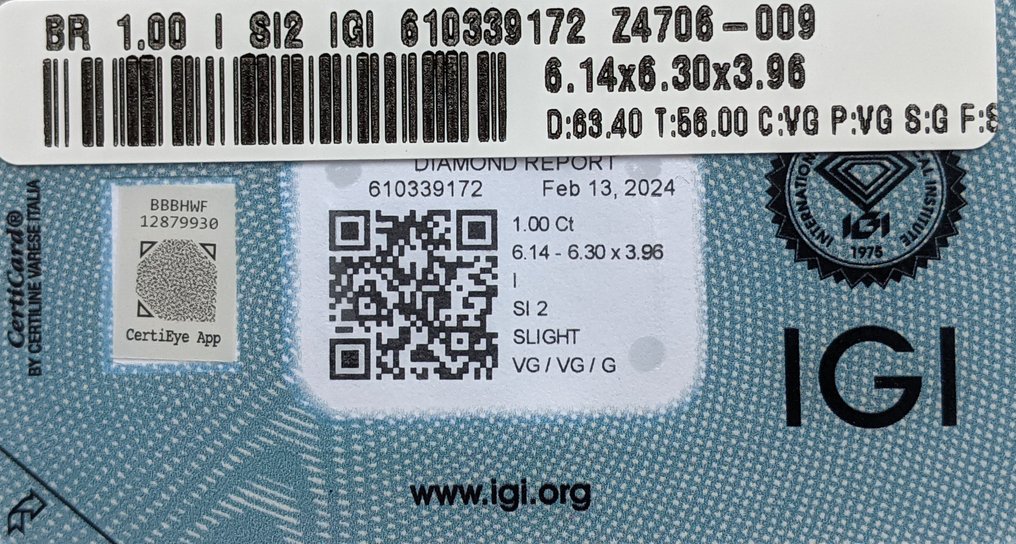 BR 1.00 I SI2 IGI 610339172 Z4706-009
6.14x6.30x3.96
D:63.40 T:56.00 C:VG P:VG S:G F:S
DIAMOND REPORT
610339172 Feb 13, 2024
1.00 Ct
6.14 - 6.30 x 3.96
I
SI 2
SLIGHT
VG / VG / G
BBBHWF
12879930
CertiEye App
CertiCard®
BY CERTILINE VARESE ITALIA
INSTITUTE
IGI
1975
IGI
www.igi.org